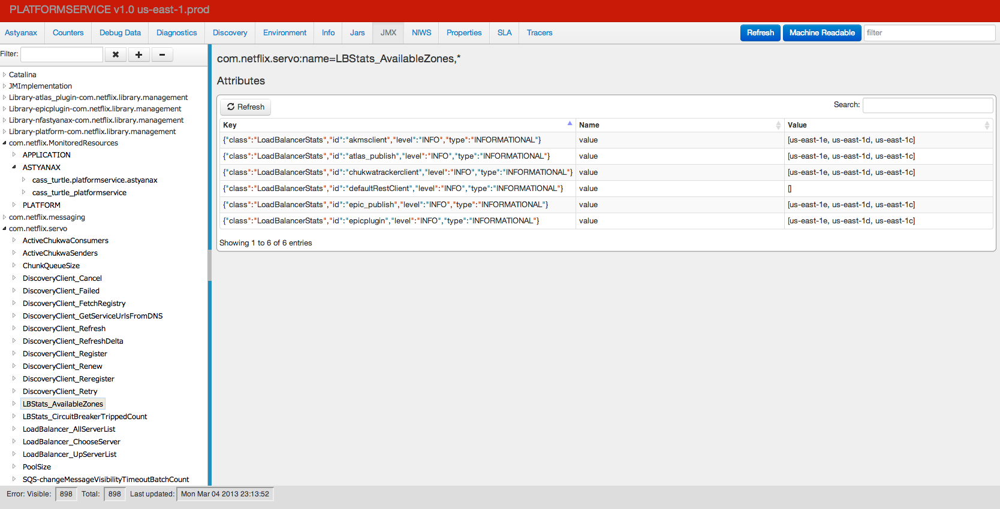 PLATFORMSERVICE v1.0 us-east-1.prod
Astyanax Counters Debug Data Diagnostics Discovery Environment Info Jars JMX NIWS Properties SLA Tracers Refresh Machine Readable filter
Filter:
Catalina
JMImplementation
Library-atlas_plugin-com.netflix.library.management
Library-epicplugin-com.netflix.library.management
Library-nfastyanax-com.netflix.library.management
Library-platform-com.netflix.library.management
com.netflix.MonitoredResources
APPLICATION
ASTYANAX
cass_turtle.platformservice.astyanax
cass_turtle_platformservice
PLATFORM
com.netflix.messaging
com.netflix.servo
ActiveChukwaConsumers
ActiveChukwaSenders
ChunkQueueSize
DiscoveryClient_Cancel
DiscoveryClient_Failed
DiscoveryClient_FetchRegistry
DiscoveryClient_GetServiceUrlsFromDNS
DiscoveryClient_Refresh
DiscoveryClient_RefreshDelta
DiscoveryClient_Register
DiscoveryClient_Renew
DiscoveryClient_Reregister
DiscoveryClient_Retry
LBStats_AvailableZones
LBStats_CircuitBreakerTrippedCount
LoadBalancer_AllServerList
LoadBalancer_ChooseServer
LoadBalancer_UpServerList
PoolSize
SQS-changeMessageVisibilityTimeoutBatchCount
com.netflix.servo:name=LBStats_AvailableZones,*
Attributes
Refresh Search:
Key Name Value
{"class":"LoadBalancerStats","id":"akmsclient","level":"INFO","type":"INFORMATIONAL"} value [us-east-1e, us-east-1d, us-east-1c]
{"class":"LoadBalancerStats","id":"atlas_publish","level":"INFO","type":"INFORMATIONAL"} value [us-east-1e, us-east-1d, us-east-1c]
{"class":"LoadBalancerStats","id":"chukwatrackerclient","level":"INFO","type":"INFORMATIONAL"} value [us-east-1e, us-east-1d, us-east-1c]
{"class":"LoadBalancerStats","id":"defaultRestClient","level":"INFO","type":"INFORMATIONAL"} value []
{"class":"LoadBalancerStats","id":"epic_publish","level":"INFO","type":"INFORMATIONAL"} value [us-east-1e, us-east-1d, us-east-1c]
{"class":"LoadBalancerStats","id":"epicplugin","level":"INFO","type":"INFORMATIONAL"} value [us-east-1e, us-east-1d, us-east-1c]
Showing 1 to 6 of 6 entries
Error: Visible: 898 Total: 898 Last updated: Mon Mar 04 2013 23:13:52